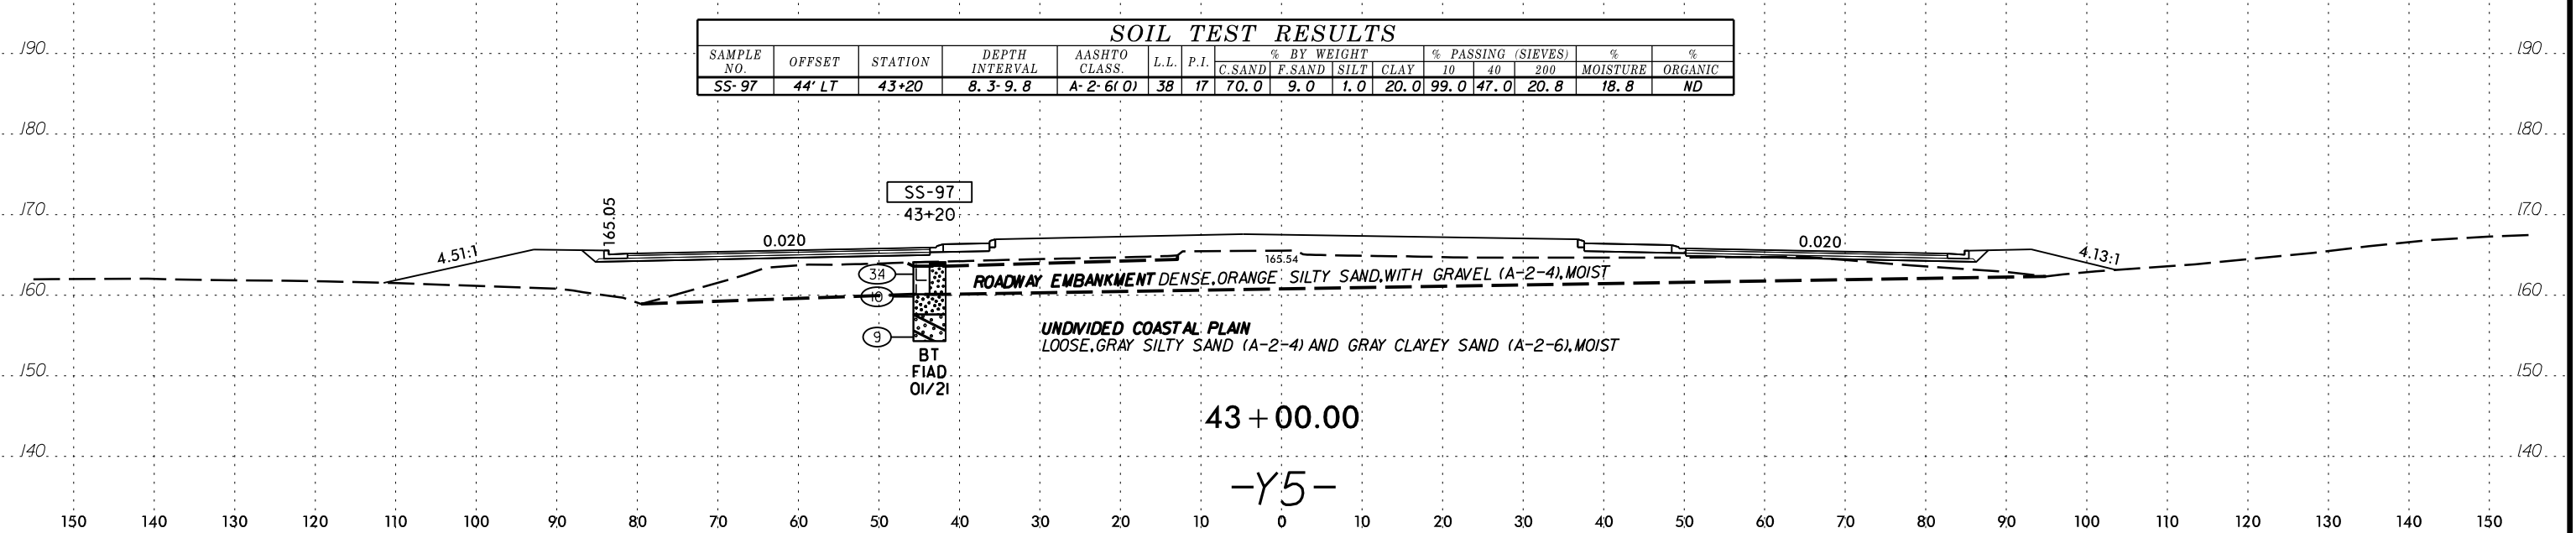 SOIL TEST RESULTS
SAMPLE NO. OFFSET STATION DEPTH INTERVAL AASHTO CLASS. L.L. P.I. % BY WEIGHT % PASSING (SIEVES) % MOISTURE % ORGANIC
C.SAND F.SAND SILT CLAY 10 40 200
SS-97 44' LT 43+20 8.3-9.8 A-2-6(0) 38 17 70.0 9.0 1.0 20.0 99.0 47.0 20.8 18.8 ND
190 190
180 180
SS-97
170 43+20 170
165.05
4.51:1 0.020 0.020 4.13:1
165.54
34 ROADWAY EMBANKMENT DENSE, ORANGE SILTY SAND, WITH GRAVEL (A-2-4), MOIST
160 10 160
UNDIVIDED COASTAL PLAIN
9 LOOSE, GRAY SILTY SAND (A-2-4) AND GRAY CLAYEY SAND (A-2-6), MOIST
BT
150 FIAD 150
01/21
43+00.00
140 140
-Y5-
150 140 130 120 110 100 90 80 70 60 50 40 30 20 10 0 10 20 30 40 50 60 70 80 90 100 110 120 130 140 150